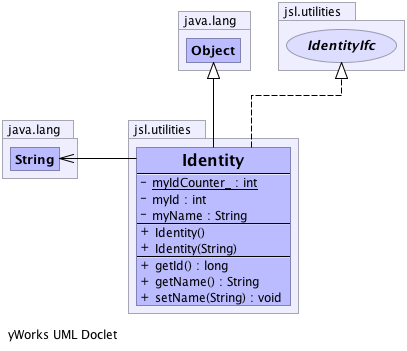 java.lang
Object
jsl.utilities
IdentityIfc
java.lang
String
jsl.utilities
Identity
- myIdCounter_ : int
- myId : int
- myName : String
+ Identity()
+ Identity(String)
+ getId() : long
+ getName() : String
+ setName(String) : void
yWorks UML Doclet